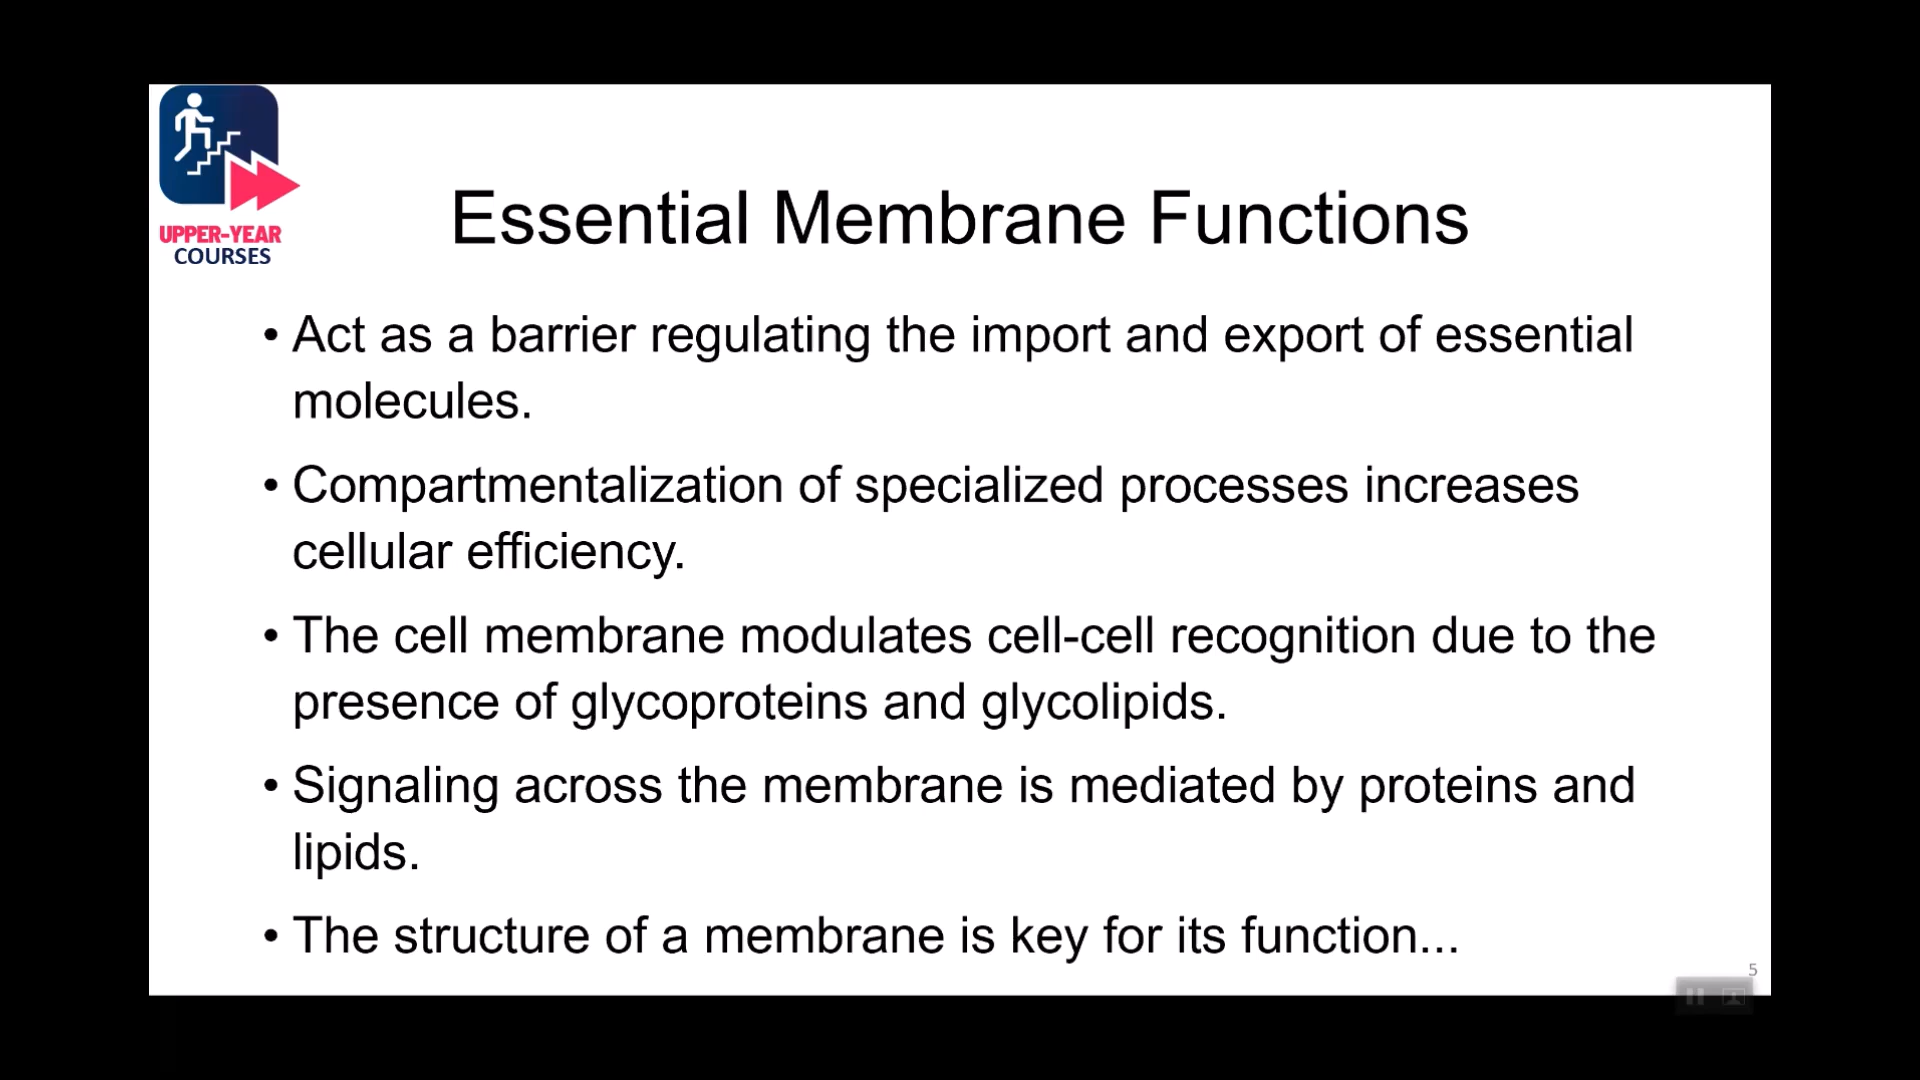 UPPER-YEAR
COURSES
Essential Membrane Functions
• Act as a barrier regulating the import and export of essential
molecules.
• Compartmentalization of specialized processes increases
cellular efficiency.
• The cell membrane modulates cell-cell recognition due to the
presence of glycoproteins and glycolipids.
• Signaling across the membrane is mediated by proteins and
lipids.
• The structure of a membrane is key for its function...
5